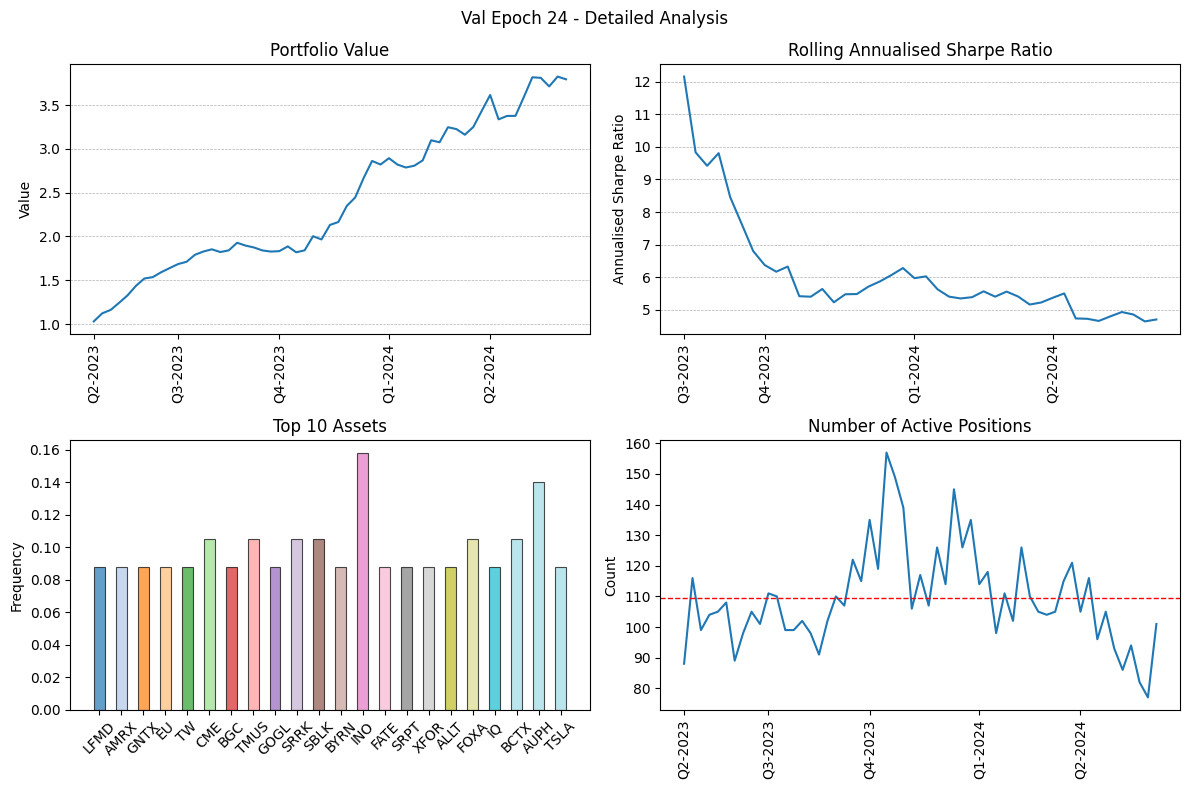 Val Epoch 24 - Detailed Analysis
Portfolio Value
Value
3.5
3.0
2.5
2.0
1.5
1.0
Q2-2023
Q3-2023
Q4-2023
Q1-2024
Q2-2024
Rolling Annualised Sharpe Ratio
Annualised Sharpe Ratio
12
11
10
9
8
7
6
5
Q3-2023
Q4-2023
Q1-2024
Q2-2024
Top 10 Assets
Frequency
0.16
0.14
0.12
0.10
0.08
0.06
0.04
0.02
0.00
LFMD
AMRX
GNTX
EU
TW
CME
BGC
TMUS
GOGL
SRRK
SBLK
BYRN
INO
FATE
SRPT
XFOR
ALLT
FOXA
IQ
BCTX
AUPH
TSLA
Number of Active Positions
Count
160
150
140
130
120
110
100
90
80
Q2-2023
Q3-2023
Q4-2023
Q1-2024
Q2-2024